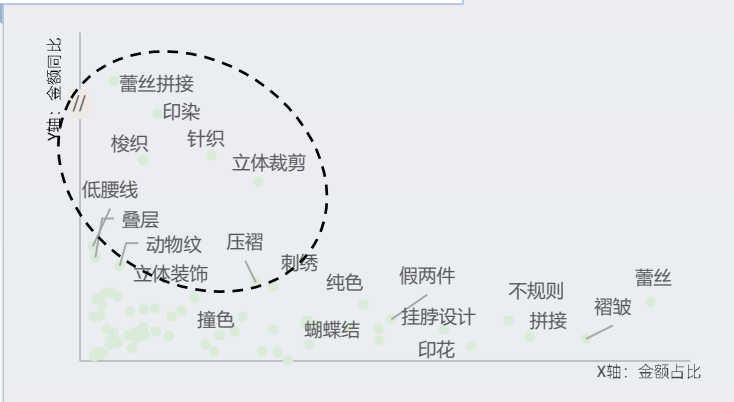 Y轴：金额同比
蕾丝拼接
印染
梭织
针织
立体裁剪
低腰线
叠层
动物纹
压褶
立体装饰
刺绣
纯色
假两件
蕾丝
不规则
褶皱
撞色
蝴蝶结
挂脖设计
拼接
印花
X轴：金额占比